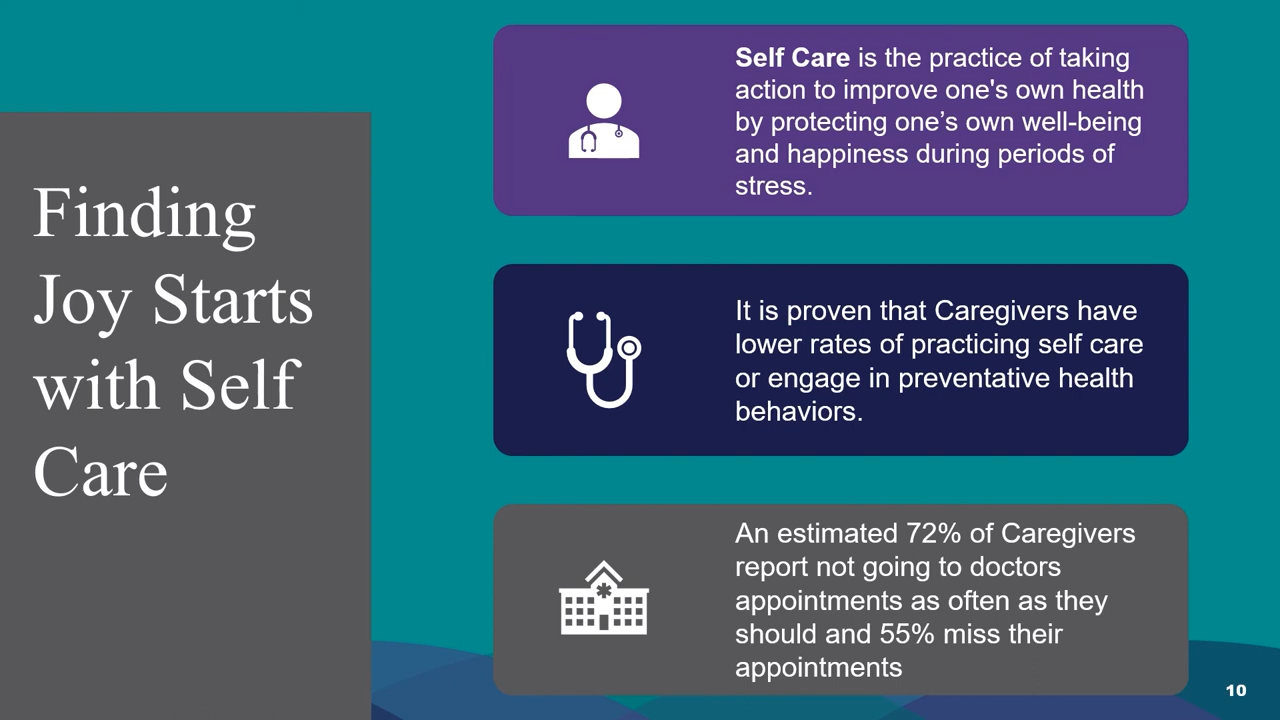 Finding
Joy Starts
with Self
Care
Self Care is the practice of taking
action to improve one's own health
by protecting one’s own well-being
and happiness during periods of
stress.
It is proven that Caregivers have
lower rates of practicing self care
or engage in preventative health
behaviors.
An estimated 72% of Caregivers
report not going to doctors
appointments as often as they
should and 55% miss their
appointments
10